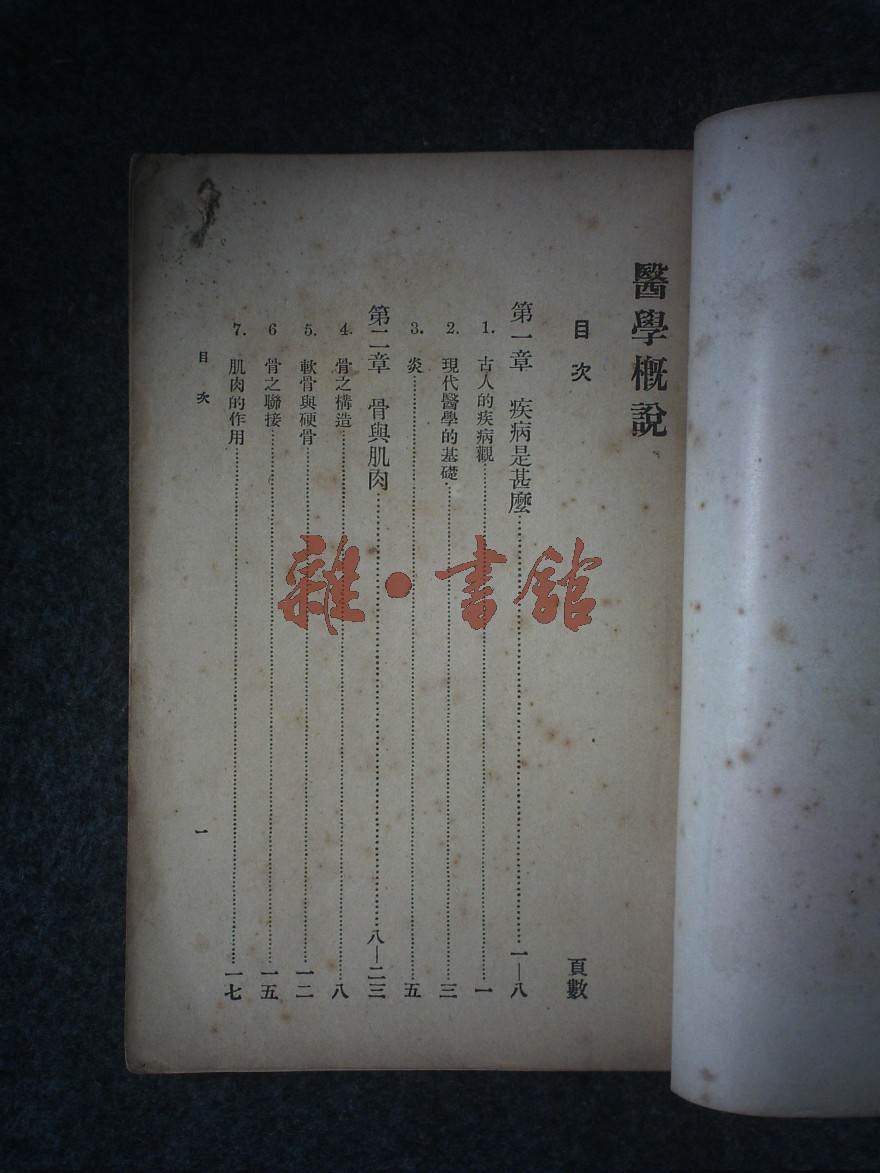 醫學概說
目次
頁數
第一章 疾病是甚麼……一—八
1. 古人的疾病觀……一
2. 現代醫學的基礎……三
3. 炎……五
第二章 骨與肌肉……八—二三
4. 骨之構造……八
5. 軟骨與硬骨……一二
6 骨之聯接……一五
7. 肌肉的作用……一七
目次
一
雜·書館